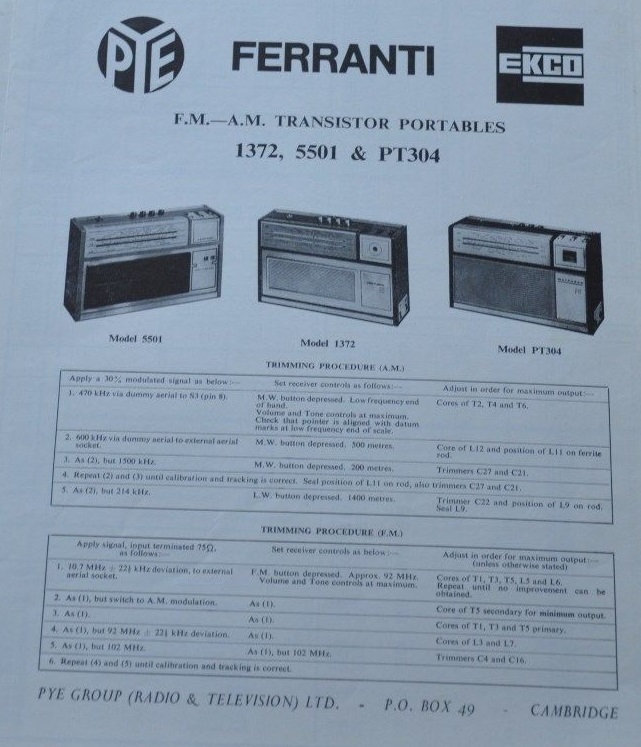 PYE FERRANTI EKCO
F.M.—A.M. TRANSISTOR PORTABLES
1372, 5501 & PT304
Model 5501 Model 1372 Model PT304
TRIMMING PROCEDURE (A.M.)
Apply a 30% modulated signal as below :— Set receiver controls as follows:— Adjust in order for maximum output:—
1. 470 kHz via dummy aerial to S3 (pin 8). M.W. button depressed. Low frequency end Cores of T2, T4 and T6.
of band.
Volume and Tone controls at maximum.
Check that pointer is aligned with datum
marks at low frequency end of scale.
2. 600 kHz via dummy aerial to external aerial M.W. button depressed. 500 metres. Core of L12 and position of L11 on ferrite
socket. rod.
3. As (2), but 1500 kHz. M.W. button depressed. 200 metres. Trimmers C27 and C21.
4. Repeat (2) and (3) until calibration and tracking is correct. Seal position of L11 on rod, also trimmers C27 and C21.
5. As (2), but 214 kHz. L.W. button depressed. 1400 metres. Trimmer C22 and position of L9 on rod.
Seal L9.
TRIMMING PROCEDURE (F.M.)
Apply signal, input terminated 75Ω, Set receiver controls as below:— Adjust in order for maximum output:—
as follows:— (unless otherwise stated)
1. 10.7 MHz ± 22½ kHz deviation, to external F.M. button depressed. Approx. 92 MHz. Cores of T1, T3, T5, L5 and L6.
aerial socket. Volume and Tone controls at maximum. Repeat until no improvement can be
obtained.
2. As (1), but switch to A.M. modulation. As (1). Core of T5 secondary for minimum output.
3. As (1). As (1). Cores of T1, T3 and T5 primary.
4. As (1), but 92 MHz ± 22½ kHz deviation. As (1). Cores of L3 and L7.
5. As (1), but 102 MHz. As (1), but 102 MHz. Trimmers C4 and C16.
6. Repeat (4) and (5) until calibration and tracking is correct.
PYE GROUP (RADIO & TELEVISION) LTD. - P.O. BOX 49 - CAMBRIDGE